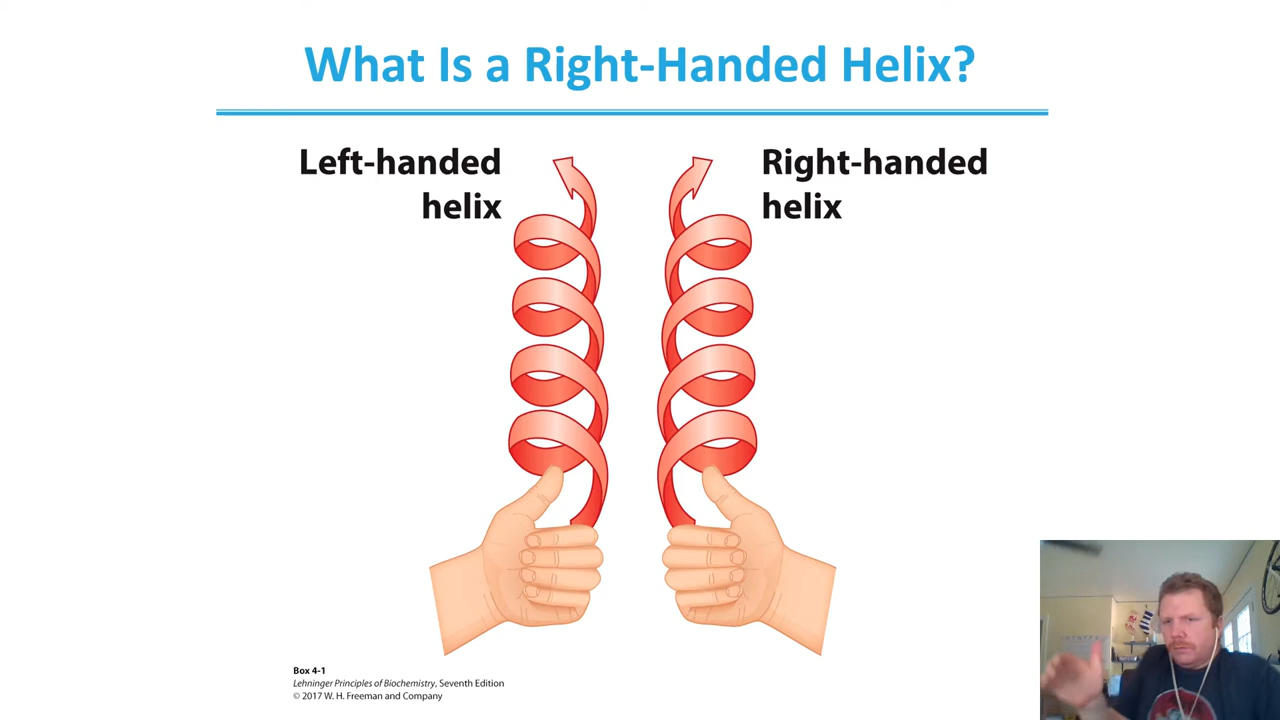 What Is a Right-Handed Helix?
Left-handed
helix
Right-handed
helix
Box 4-1
Lehninger Principles of Biochemistry, Seventh Edition
© 2017 W. H. Freeman and Company